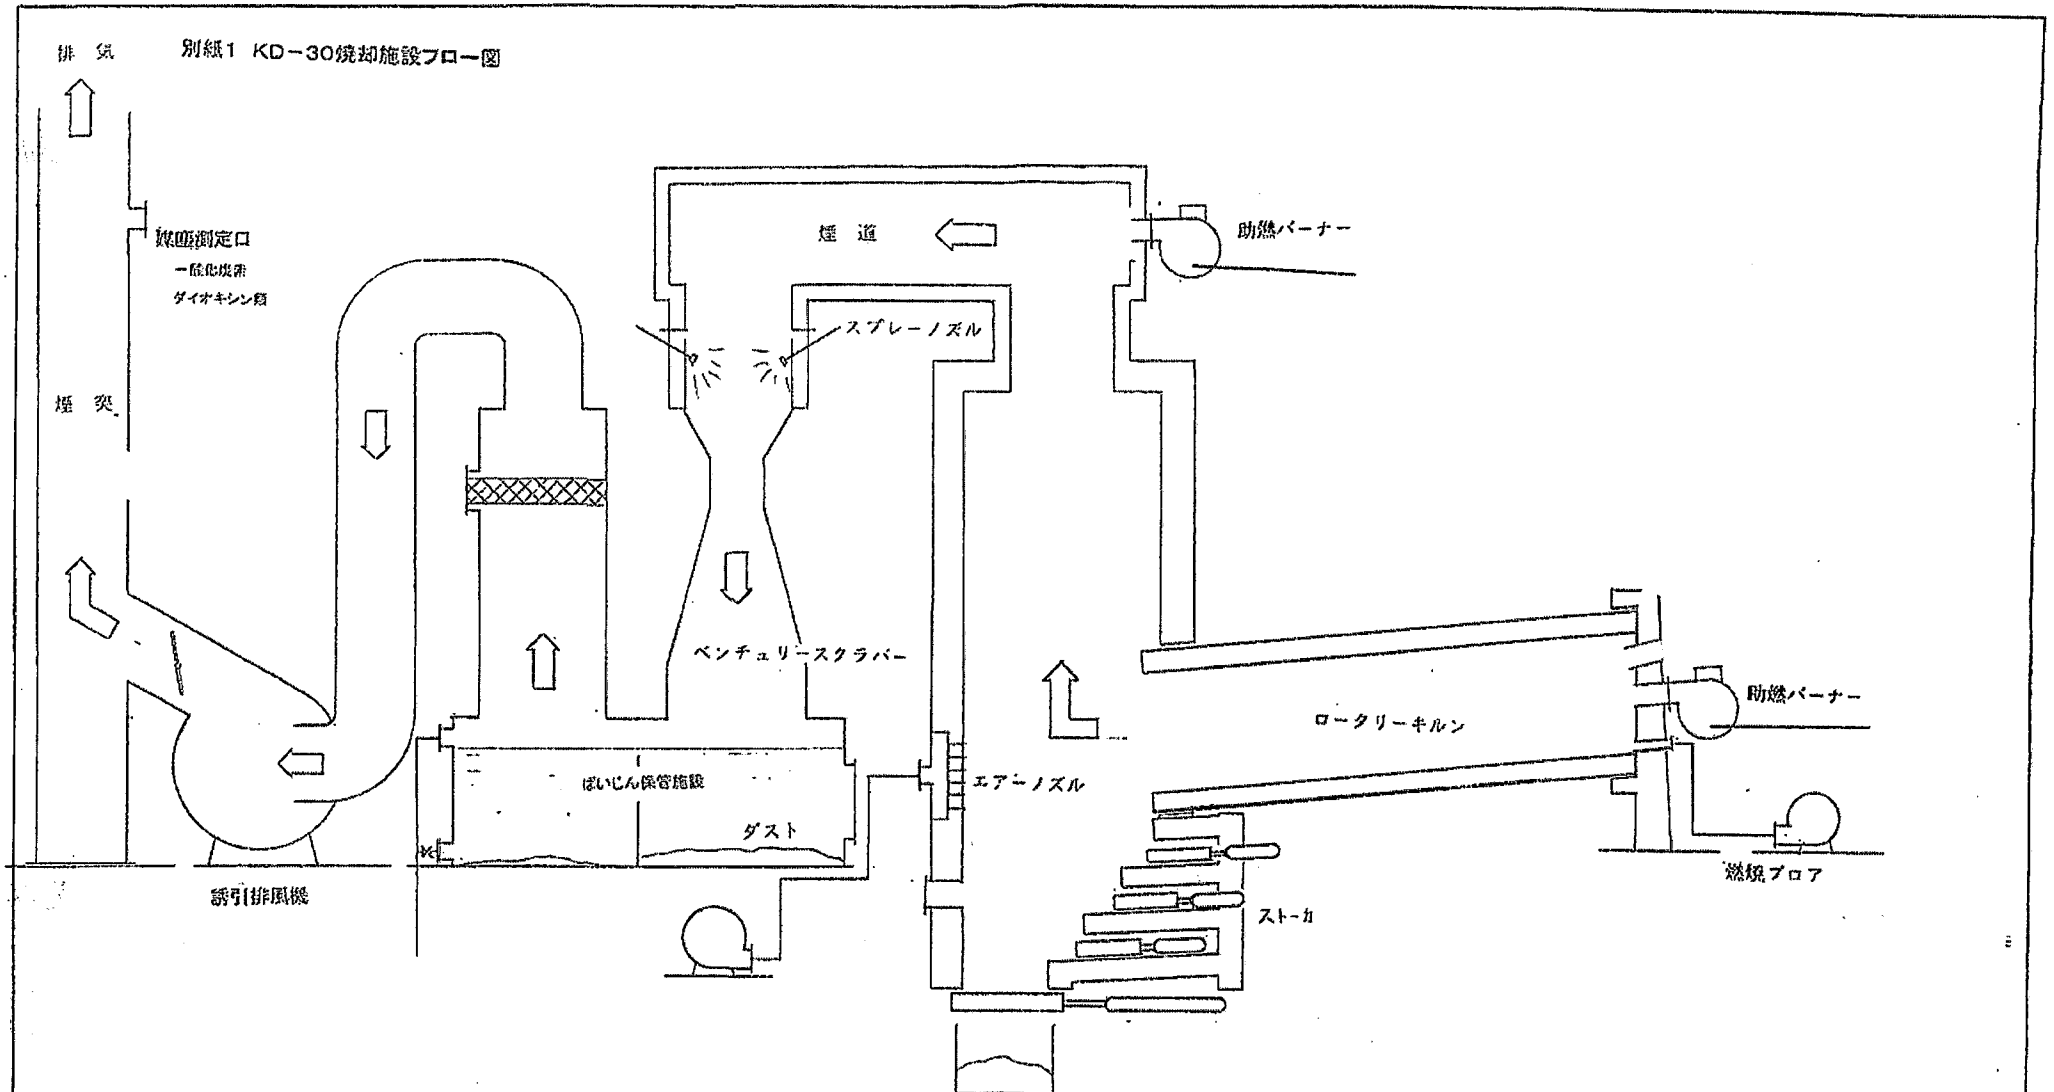 排 気
別紙1 KD-30焼却施設フロー図
煤塵測定口
一酸化炭素
ダイオキシン類
煙 道
助燃バーナー
スプレーノズル
煙 突
ベンチュリースクラバー
ロータリーキルン
助燃バーナー
ばいじん保管施設
エアーノズル
ダスト
誘引排風機
燃焼ブロア
ストーカ